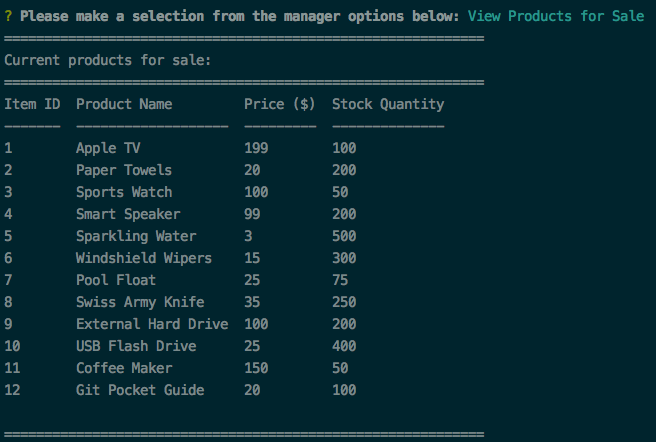 ? Please make a selection from the manager options below: View Products for Sale
============================================================
Current products for sale:
============================================================
Item ID  Product Name         Price ($)  Stock Quantity
-------  -------------------  ---------  --------------
1        Apple TV             199        100
2        Paper Towels         20         200
3        Sports Watch         100        50
4        Smart Speaker        99         200
5        Sparkling Water      3          500
6        Windshield Wipers    15         300
7        Pool Float           25         75
8        Swiss Army Knife     35         250
9        External Hard Drive  100        200
10       USB Flash Drive      25         400
11       Coffee Maker         150        50
12       Git Pocket Guide     20         100
============================================================